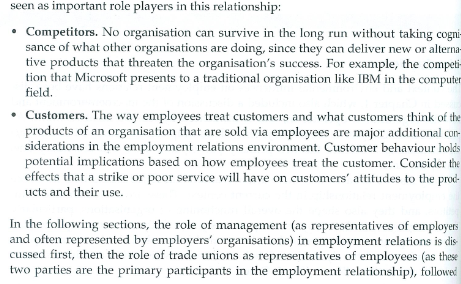 seen as important role players in this relationship:
• Competitors. No organisation can survive in the long run without taking cogni-
sance of what other organisations are doing, since they can deliver new or alterna-
tive products that threaten the organisation's success. For example, the competi-
tion that Microsoft presents to a traditional organisation like IBM in the computer
field.
• Customers. The way employees treat customers and what customers think of the
products of an organisation that are sold via employees are major additional con-
siderations in the employment relations environment. Customer behaviour holds
potential implications based on how employees treat the customer. Consider the
effects that a strike or poor service will have on customers' attitudes to the prod-
ucts and their use.
In the following sections, the role of management (as representatives of employers
and often represented by employers' organisations) in employment relations is dis-
cussed first, then the role of trade unions as representatives of employees (as these
two parties are the primary participants in the employment relationship), followed